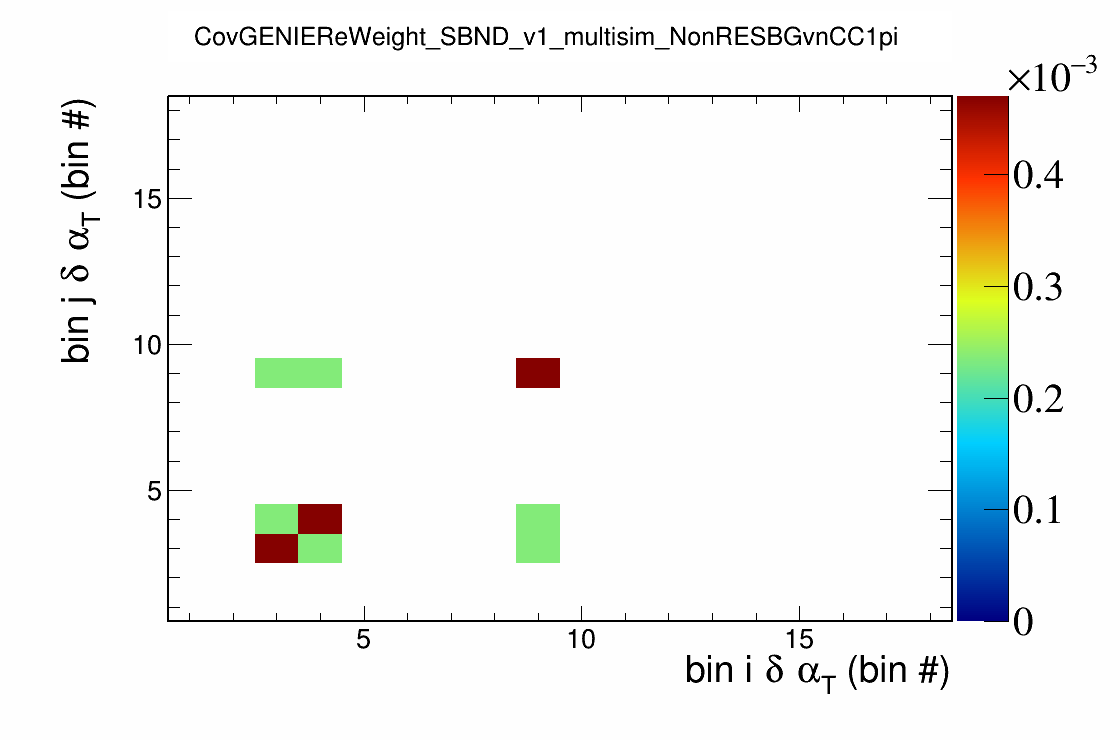 CovGENIEReWeight_SBND_v1_multisim_NonRESBGvnCC1pi
×10⁻³
bin j δ α_T (bin #)
15
10
5
0.4
0.3
0.2
0.1
0
5 10 15
bin i δ α_T (bin #)